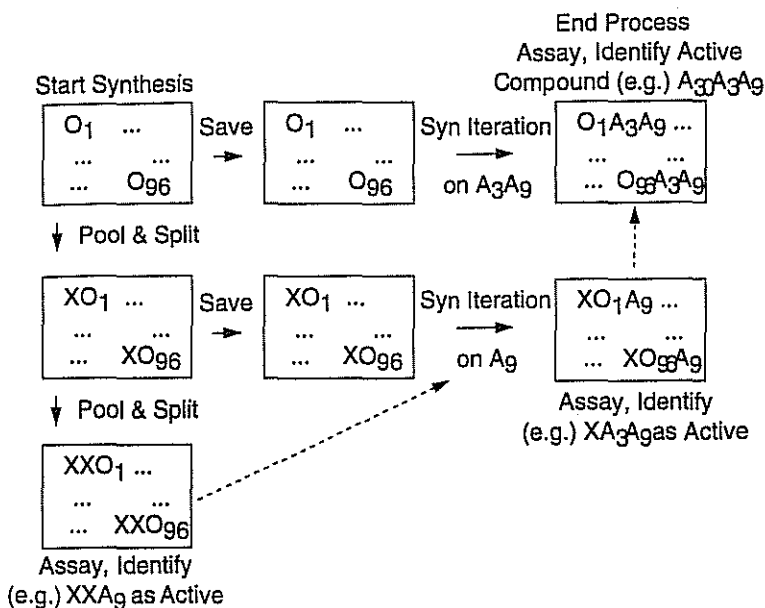 End Process
Assay, Identify Active
Compound (e.g.) A30A3A9
Start Synthesis
O1 ...
... ...
... O96
Save
O1 ...
... ...
... O96
Syn Iteration
on A3A9
O1A3A9 ...
... ...
... O96A3A9
Pool & Split
XO1 ...
... ...
... XO96
Save
XO1 ...
... ...
... XO96
Syn Iteration
on A9
XO1A9 ...
... ...
... XO96A9
Assay, Identify
(e.g.) XA3A9 as Active
Pool & Split
XXO1 ...
... ...
... XXO96
Assay, Identify
(e.g.) XXA9 as Active